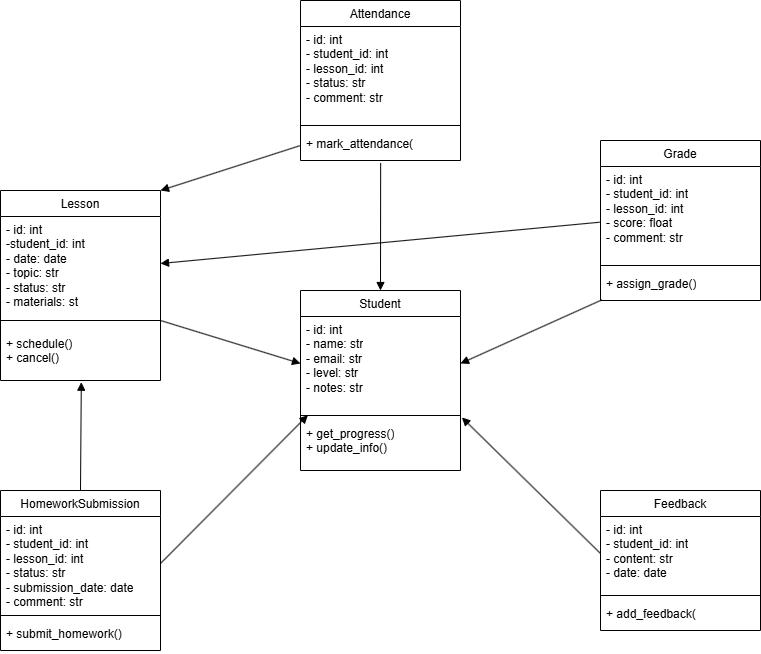 Attendance
- id: int
- student_id: int
- lesson_id: int
- status: str
- comment: str
+ mark_attendance(
Grade
- id: int
- student_id: int
- lesson_id: int
- score: float
- comment: str
+ assign_grade()
Lesson
- id: int
-student_id: int
- date: date
- topic: str
- status: str
- materials: st
+ schedule()
+ cancel()
Student
- id: int
- name: str
- email: str
- level: str
- notes: str
+ get_progress()
+ update_info()
HomeworkSubmission
- id: int
- student_id: int
- lesson_id: int
- status: str
- submission_date: date
- comment: str
+ submit_homework()
Feedback
- id: int
- student_id: int
- content: str
- date: date
+ add_feedback(